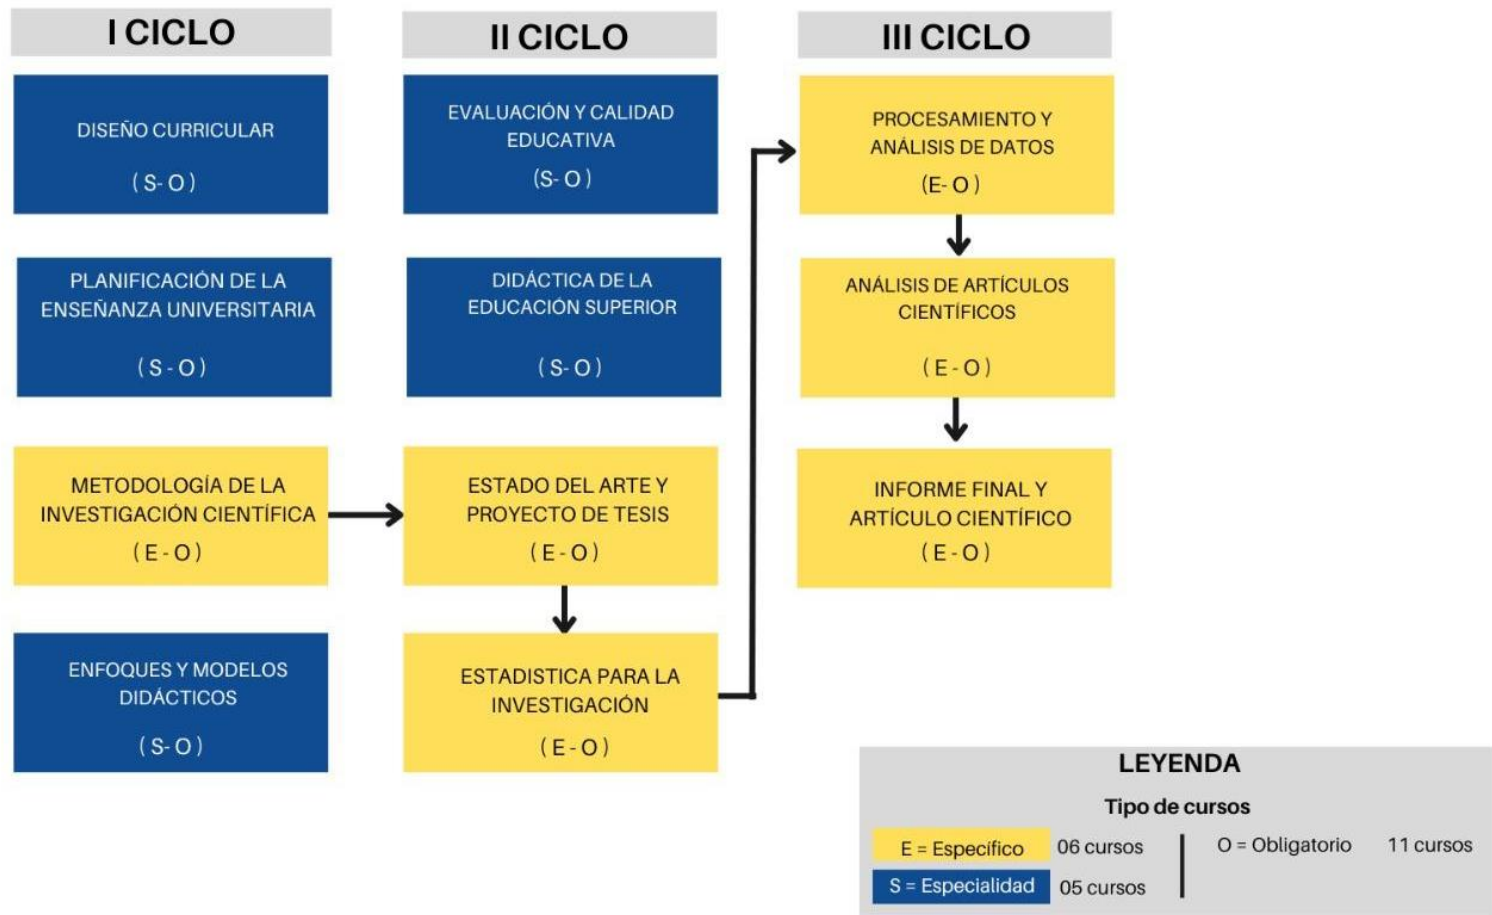 I CICLO
DISEÑO CURRICULAR
( S- O )
PLANIFICACIÓN DE LA
ENSEÑANZA UNIVERSITARIA
( S - O )
METODOLOGÍA DE LA
INVESTIGACIÓN CIENTÍFICA
( E - O )
ENFOQUES Y MODELOS
DIDÁCTICOS
( S- O )
II CICLO
EVALUACIÓN Y CALIDAD
EDUCATIVA
(S- O )
DIDÁCTICA DE LA
EDUCACIÓN SUPERIOR
( S- O )
ESTADO DEL ARTE Y
PROYECTO DE TESIS
( E - O )
ESTADISTICA PARA LA
INVESTIGACIÓN
( E - O )
III CICLO
PROCESAMIENTO Y
ANÁLISIS DE DATOS
(E- O )
ANÁLISIS DE ARTÍCULOS
CIENTÍFICOS
( E - O )
INFORME FINAL Y
ARTÍCULO CIENTÍFICO
( E - O )
LEYENDA
Tipo de cursos
E = Específico 06 cursos
S = Especialidad 05 cursos
O = Obligatorio 11 cursos